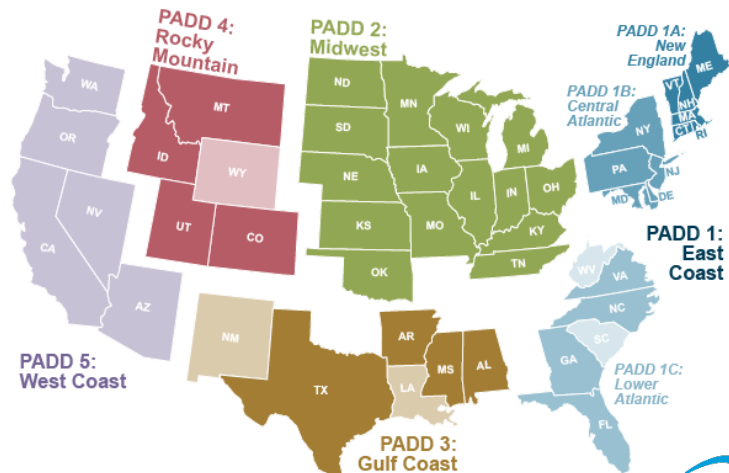 PADD 4:
Rocky
Mountain
PADD 2:
Midwest
PADD 1A:
New
England
PADD 1B:
Central
Atlantic
WA
OR
CA
NV
AZ
MT
ID
WY
UT
CO
ND
SD
NE
KS
OK
MN
IA
MO
WI
IL
MI
IN
OH
KY
TN
ME
VT
NH
MA
CT
RI
NY
PA
NJ
MD
DE
PADD 1:
East
Coast
WV
VA
NC
SC
GA
FL
PADD 1C:
Lower
Atlantic
NM
TX
AR
LA
MS
AL
PADD 5:
West Coast
PADD 3:
Gulf Coast